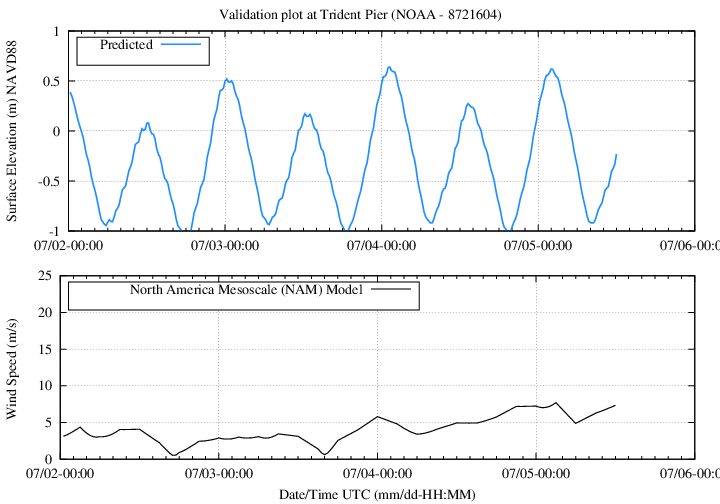 Validation plot at Trident Pier (NOAA - 8721604)
1
Predicted
0.5
0
-0.5
-1
Surface Elevation (m) NAVD88
07/02-00:00 07/03-00:00 07/04-00:00 07/05-00:00 07/06-00:0
25
North America Mesoscale (NAM) Model
20
15
10
5
0
Wind Speed (m/s)
07/02-00:00 07/03-00:00 07/04-00:00 07/05-00:00 07/06-00:0
Date/Time UTC (mm/dd-HH:MM)